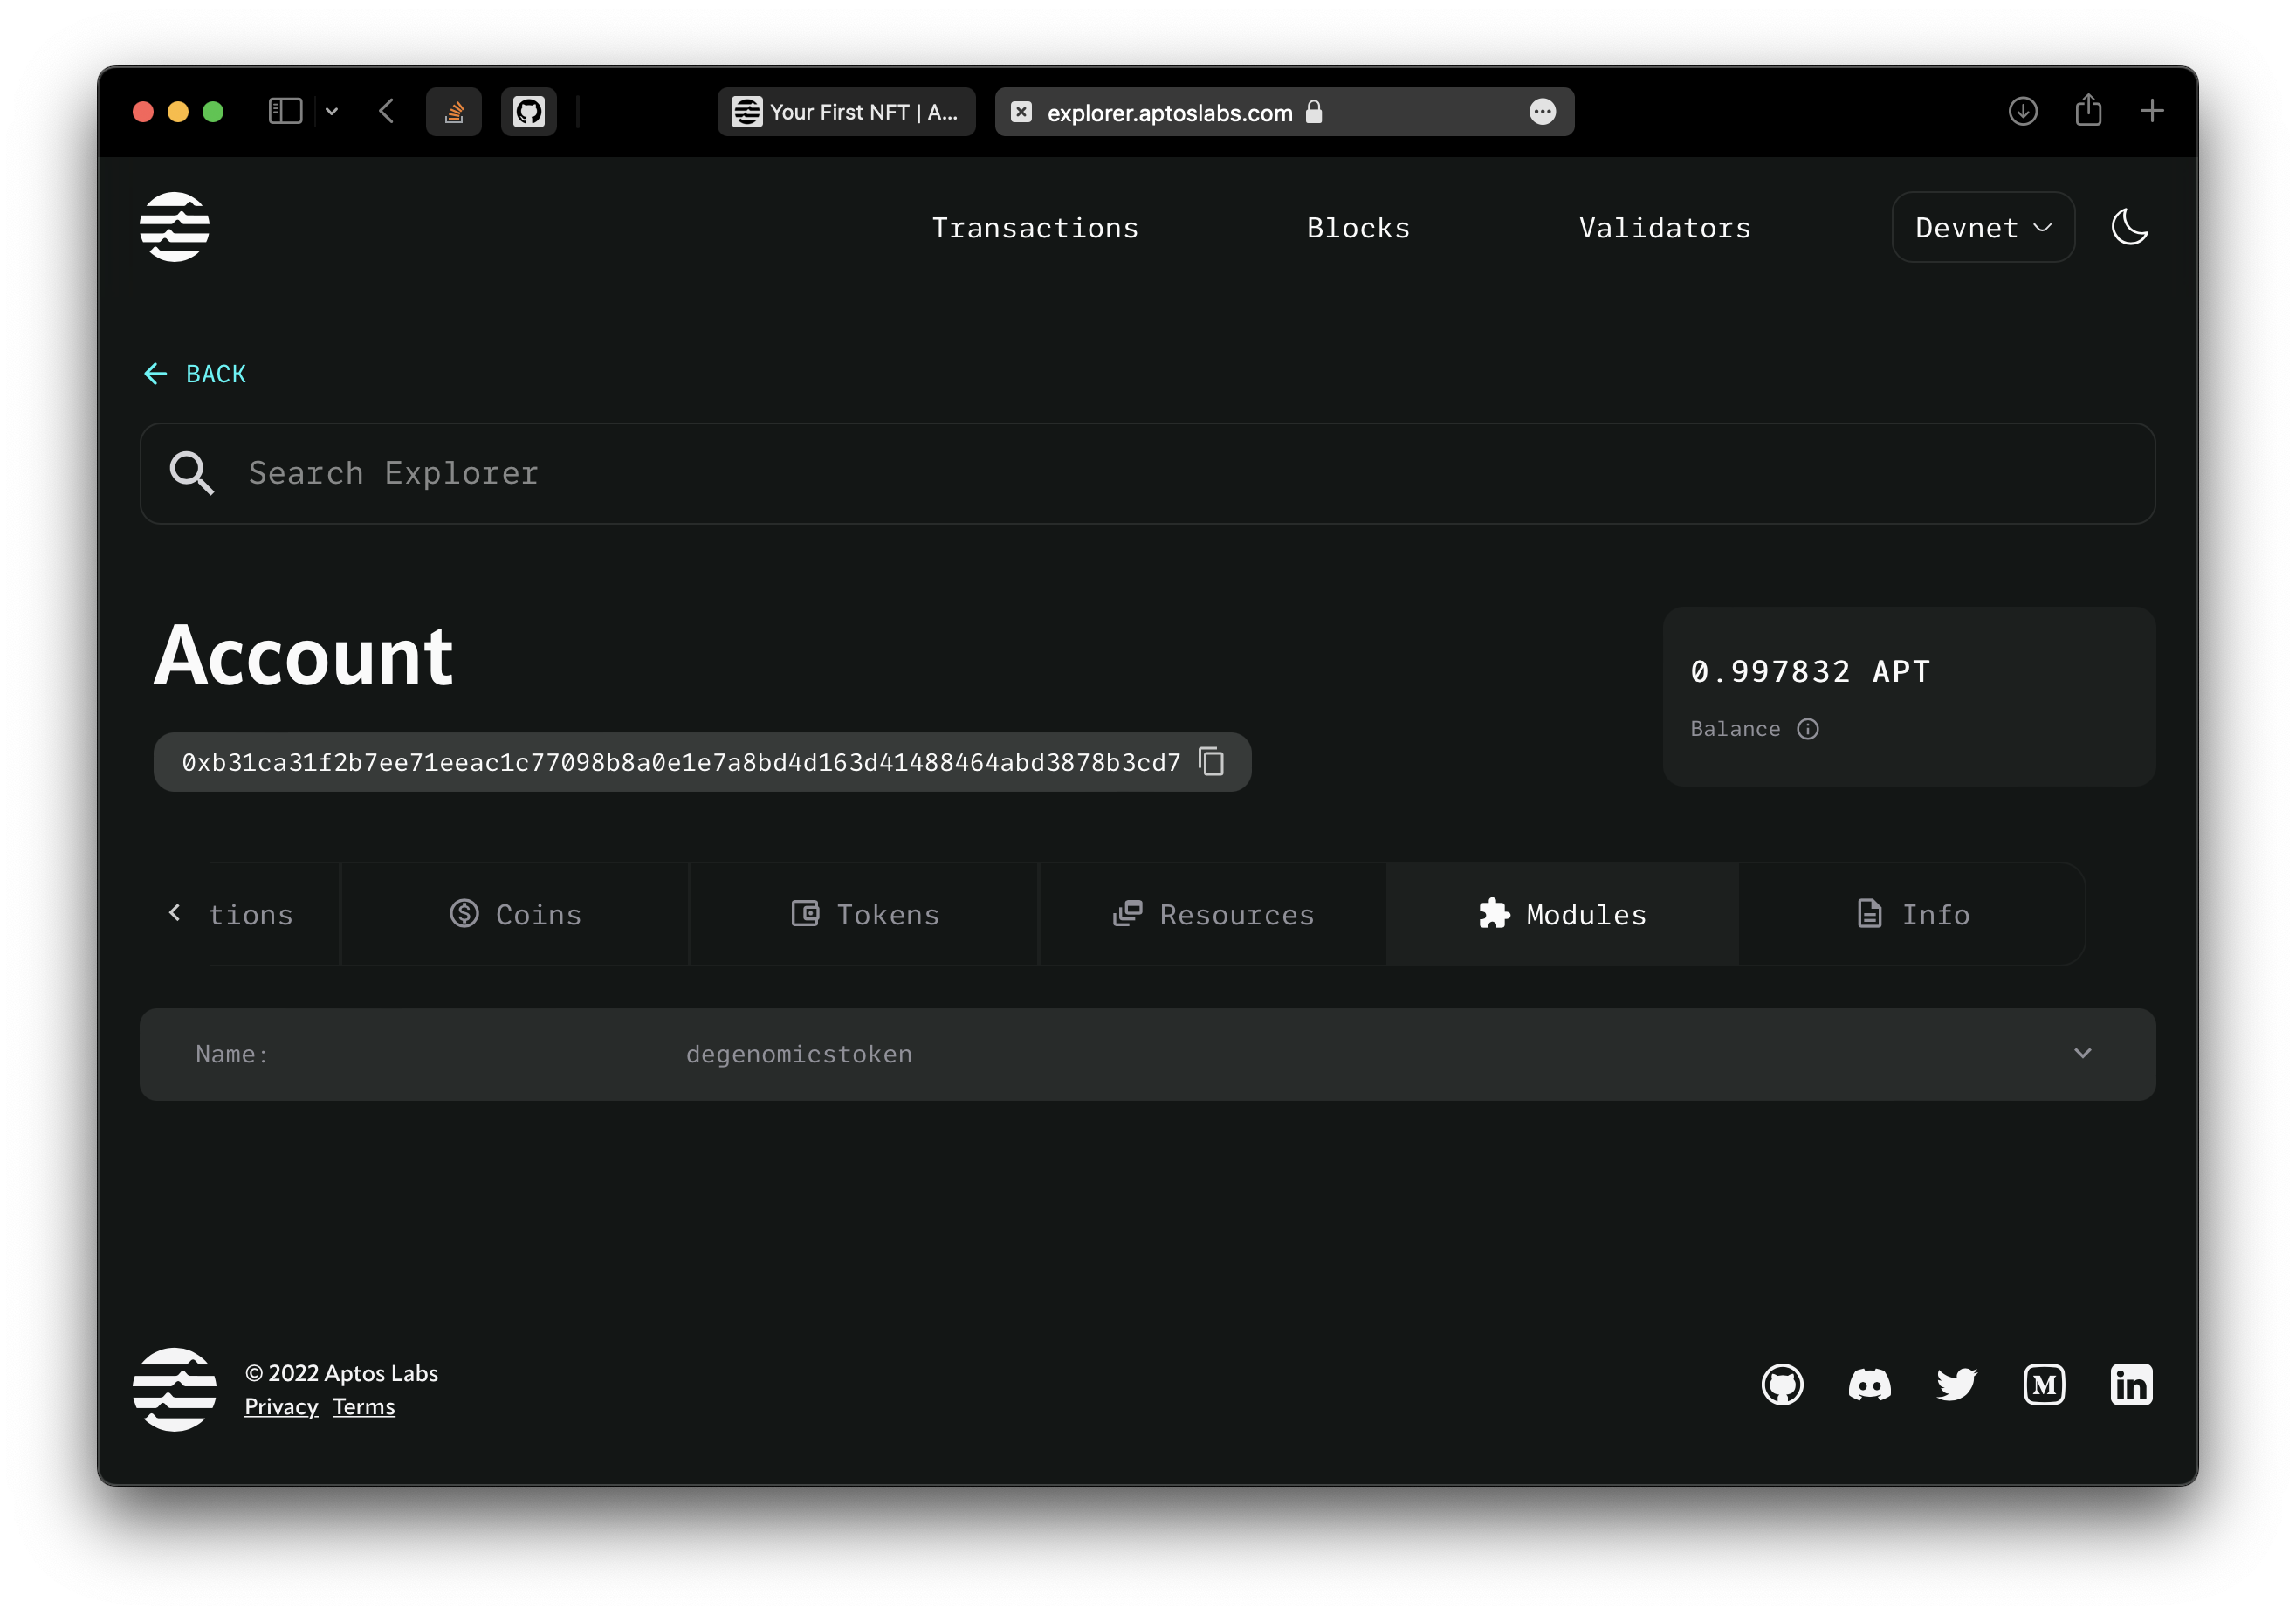 Your First NFT | A...
explorer.aptoslabs.com
Transactions
Blocks
Validators
Devnet
BACK
Search Explorer
Account
0.997832 APT
Balance
0xb31ca31f2b7ee71eeac1c77098b8a0e1e7a8bd4d163d41488464abd3878b3cd7
tions
Coins
Tokens
Resources
Modules
Info
Name:
degenomicstoken
© 2022 Aptos Labs
Privacy Terms